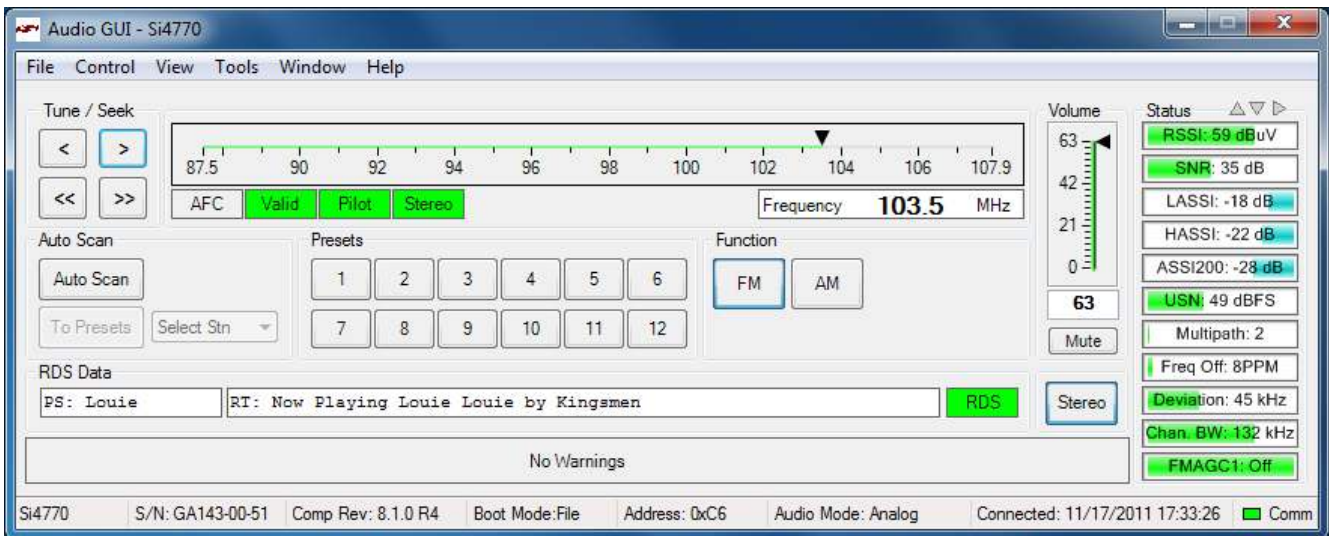 Audio GUI - Si4770
File Control View Tools Window Help
Tune / Seek
< >
<< >>
87.5 90 92 94 96 98 100 102 104 106 107.9
AFC Valid Pilot Stereo
Frequency 103.5 MHz
Auto Scan
Auto Scan
To Presets Select Stn
Presets
1 2 3 4 5 6
7 8 9 10 11 12
Function
FM AM
Volume
63
42
21
0
63
Mute
Stereo
Status
RSSI: 59 dBuV
SNR: 35 dB
LASSI: -18 dB
HASSI: -22 dB
ASSI200: -28 dB
USN: 49 dBFS
Multipath: 2
Freq Off: 8PPM
Deviation: 45 kHz
Chan. BW: 132 kHz
FMAGC1: Off
RDS Data
PS: Louie RT: Now Playing Louie Louie by Kingsmen RDS
No Warnings
Si4770 S/N: GA143-00-51 Comp Rev: 8.1.0 R4 Boot Mode:File Address: 0xC6 Audio Mode: Analog Connected: 11/17/2011 17:33:26 Comm